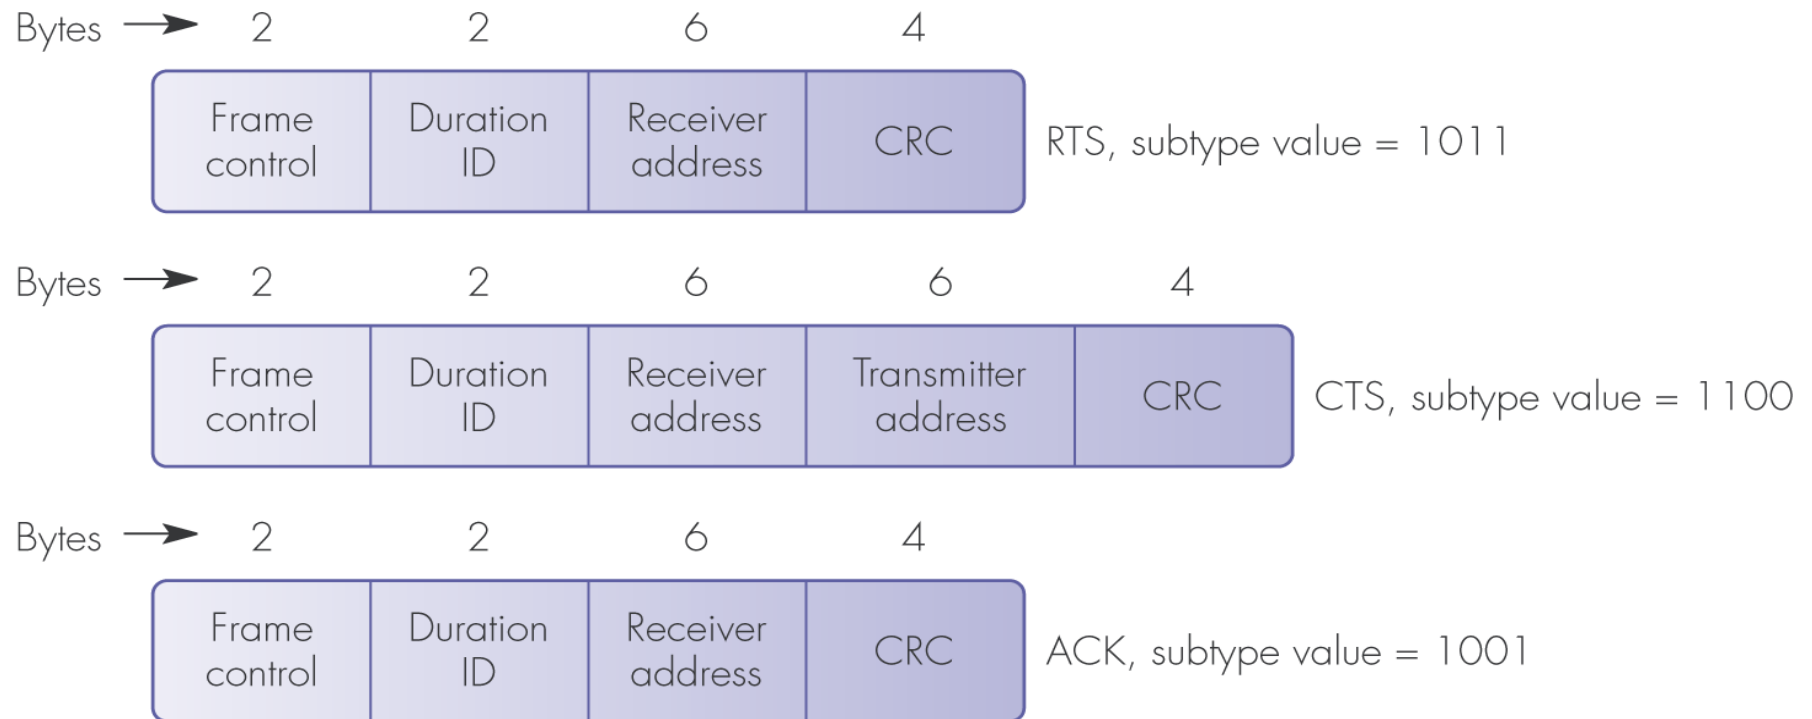 Bytes 2 2 6 4
Frame control Duration ID Receiver address CRC RTS, subtype value = 1011
Bytes 2 2 6 6 4
Frame control Duration ID Receiver address Transmitter address CRC CTS, subtype value = 1100
Bytes 2 2 6 4
Frame control Duration ID Receiver address CRC ACK, subtype value = 1001